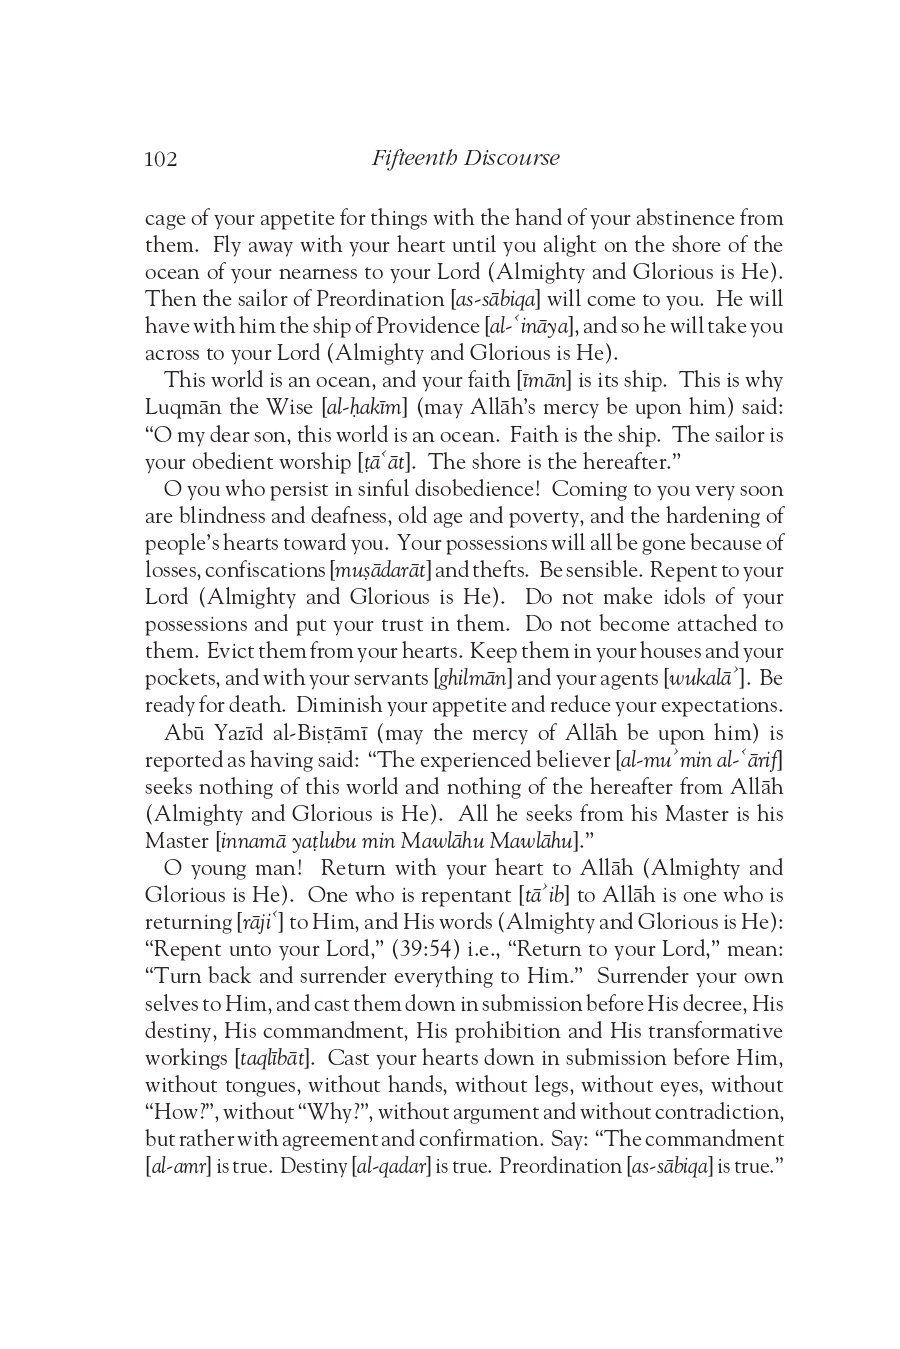 102 Fifteenth Discourse
cage of your appetite for things with the hand of your abstinence from
them. Fly away with your heart until you alight on the shore of the
ocean of your nearness to your Lord (Almighty and Glorious is He).
Then the sailor of Preordination [as-sābiqa] will come to you. He will
have with him the ship of Providence [al-ʿināya], and so he will take you
across to your Lord (Almighty and Glorious is He).
This world is an ocean, and your faith [īmān] is its ship. This is why
Luqmān the Wise [al-ḥakīm] (may Allāh’s mercy be upon him) said:
“O my dear son, this world is an ocean. Faith is the ship. The sailor is
your obedient worship [ṭāʿāt]. The shore is the hereafter.”
O you who persist in sinful disobedience! Coming to you very soon
are blindness and deafness, old age and poverty, and the hardening of
people’s hearts toward you. Your possessions will all be gone because of
losses, confiscations [muṣādarāt] and thefts. Be sensible. Repent to your
Lord (Almighty and Glorious is He). Do not make idols of your
possessions and put your trust in them. Do not become attached to
them. Evict them from your hearts. Keep them in your houses and your
pockets, and with your servants [ghilmān] and your agents [wukalāʾ]. Be
ready for death. Diminish your appetite and reduce your expectations.
Abū Yazīd al-Bisṭāmī (may the mercy of Allāh be upon him) is
reported as having said: “The experienced believer [al-muʾmin al-ʿārif]
seeks nothing of this world and nothing of the hereafter from Allāh
(Almighty and Glorious is He). All he seeks from his Master is his
Master [innamā yaṭlubu min Mawlāhu Mawlāhu].”
O young man! Return with your heart to Allāh (Almighty and
Glorious is He). One who is repentant [tāʾib] to Allāh is one who is
returning [rājiʿ] to Him, and His words (Almighty and Glorious is He):
“Repent unto your Lord,” (39:54) i.e., “Return to your Lord,” mean:
“Turn back and surrender everything to Him.” Surrender your own
selves to Him, and cast them down in submission before His decree, His
destiny, His commandment, His prohibition and His transformative
workings [taqlībāt]. Cast your hearts down in submission before Him,
without tongues, without hands, without legs, without eyes, without
“How?”, without “Why?”, without argument and without contradiction,
but rather with agreement and confirmation. Say: “The commandment
[al-amr] is true. Destiny [al-qadar] is true. Preordination [as-sābiqa] is true.”